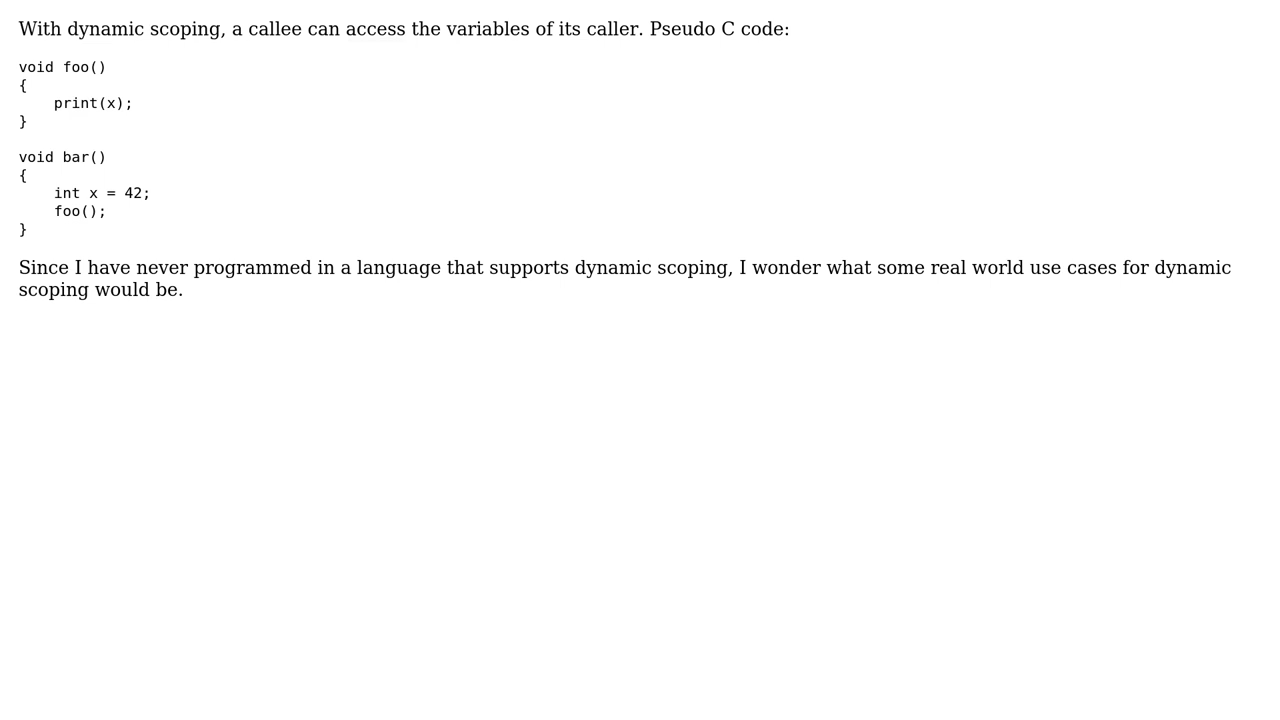 With dynamic scoping, a callee can access the variables of its caller. Pseudo C code:
void foo()
{
    print(x);
}
void bar()
{
    int x = 42;
    foo();
}
Since I have never programmed in a language that supports dynamic scoping, I wonder what some real world use cases for dynamic
scoping would be.